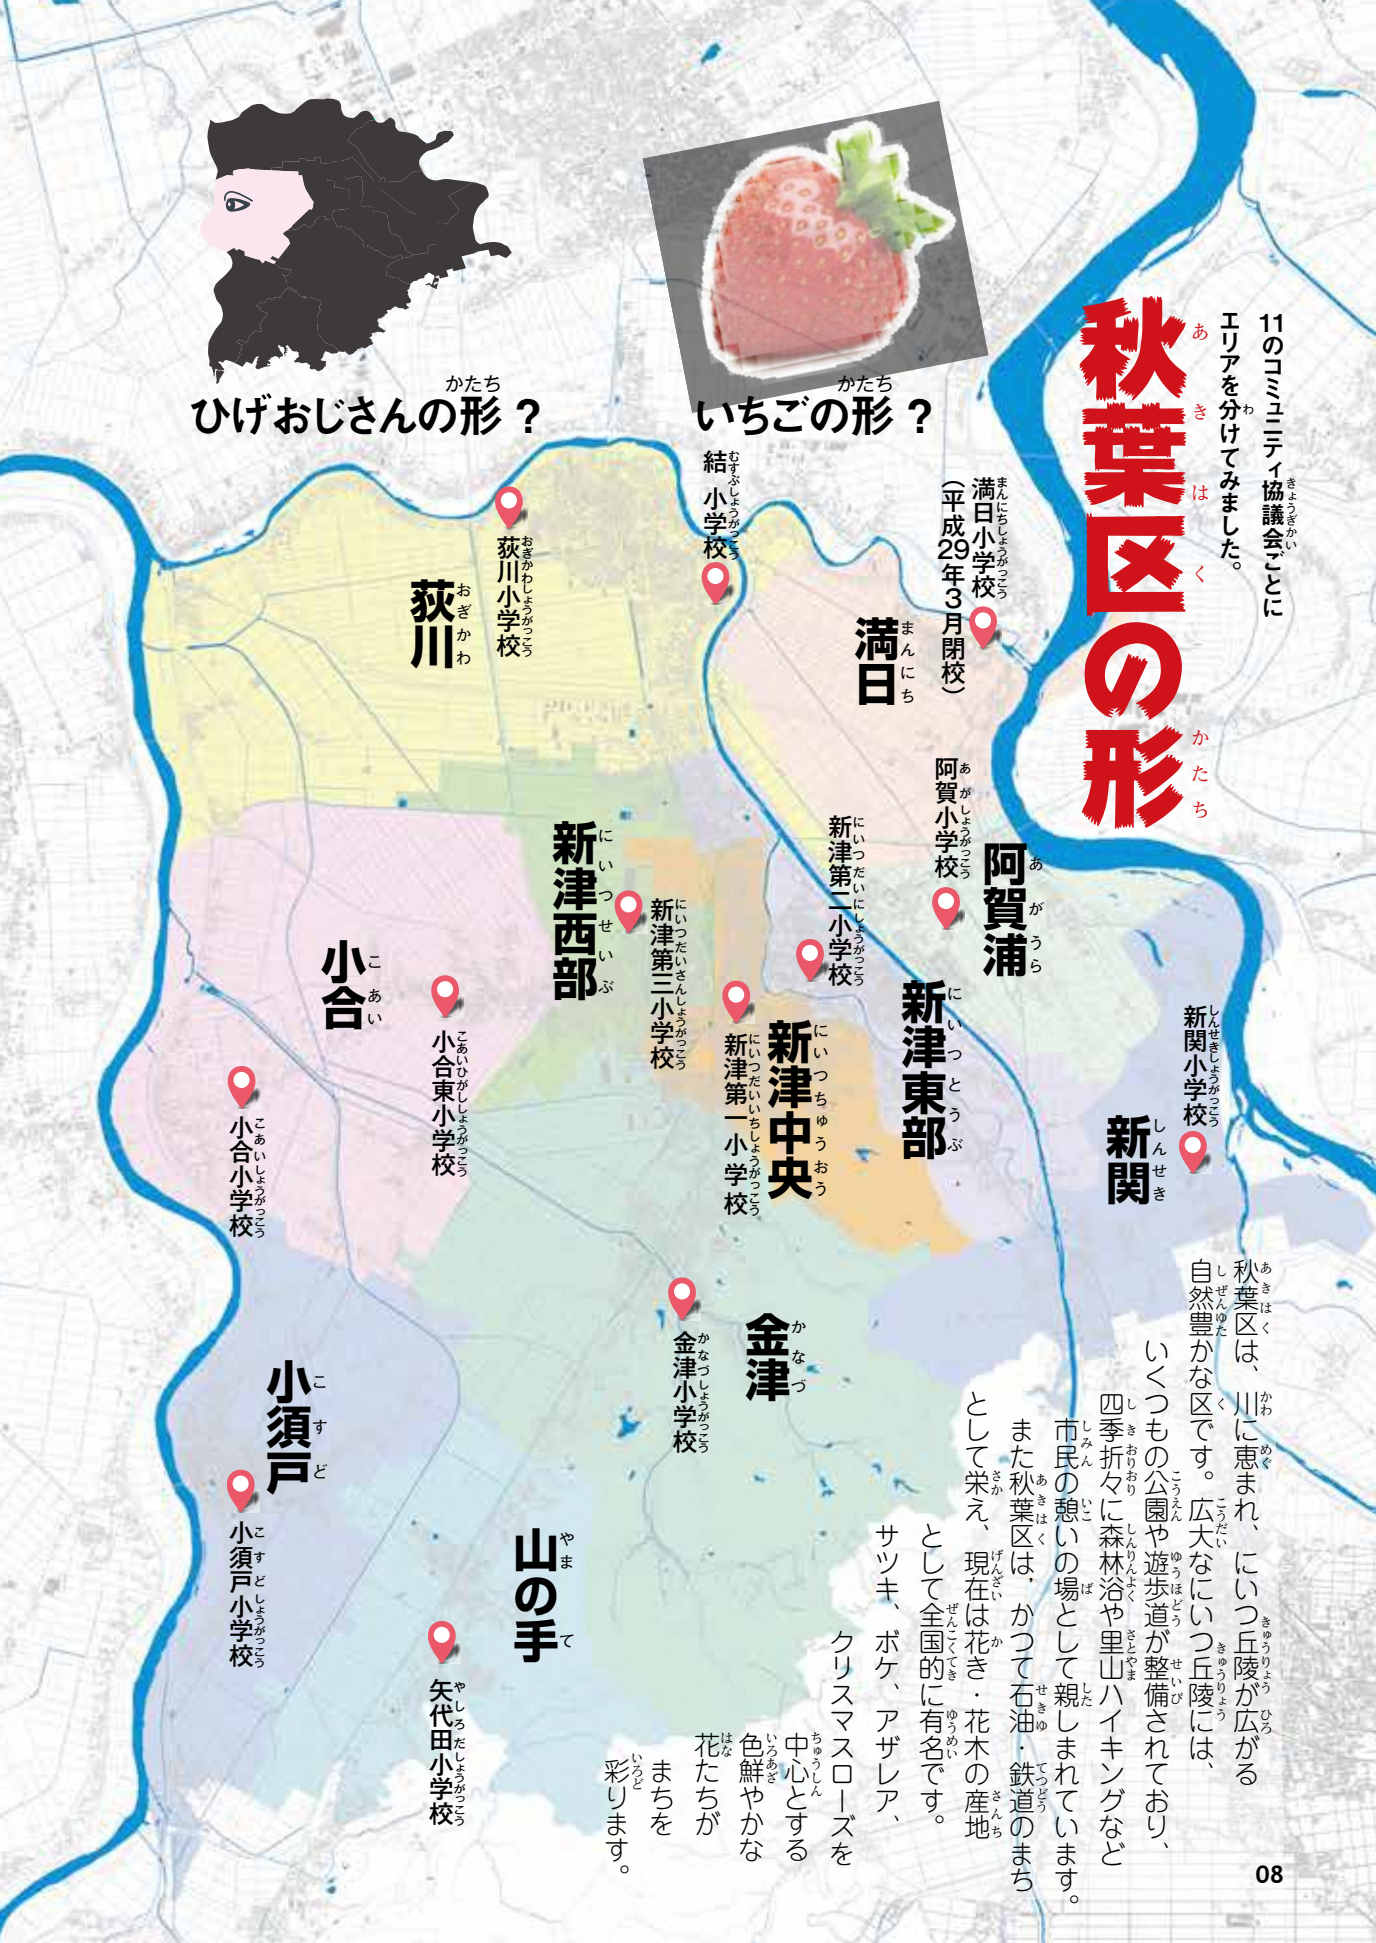 11のコミュニティ協議会ごとに
エリアを分けてみました。
秋葉区の形
あきはくのかたち
いちごの形？
ひげおじさんの形？
満日小学校
（平成29年3月閉校）
結小学校
荻川小学校
満日
荻川
阿賀小学校
阿賀浦
新津第二小学校
新津東部
新関小学校
新関
新津西部
新津第三小学校
新津中央
新津第一小学校
小合
小合東小学校
小合小学校
金津
金津小学校
小須戸
小須戸小学校
山の手
矢代田小学校
秋葉区は、川に恵まれ、にいつ丘陵が広がる
自然豊かな区です。広大なにいつ丘陵には、
いくつもの公園や遊歩道が整備されており、
四季折々に森林浴や里山ハイキングなど
市民の憩いの場として親しまれています。
また秋葉区は、かつて石油・鉄道のまち
として栄え、現在は花き・花木の産地
として全国的に有名です。
サツキ、ボケ、アザレア、
クリスマスローズを
中心とする
色鮮やかな
花たちが
まちを
彩ります。
08